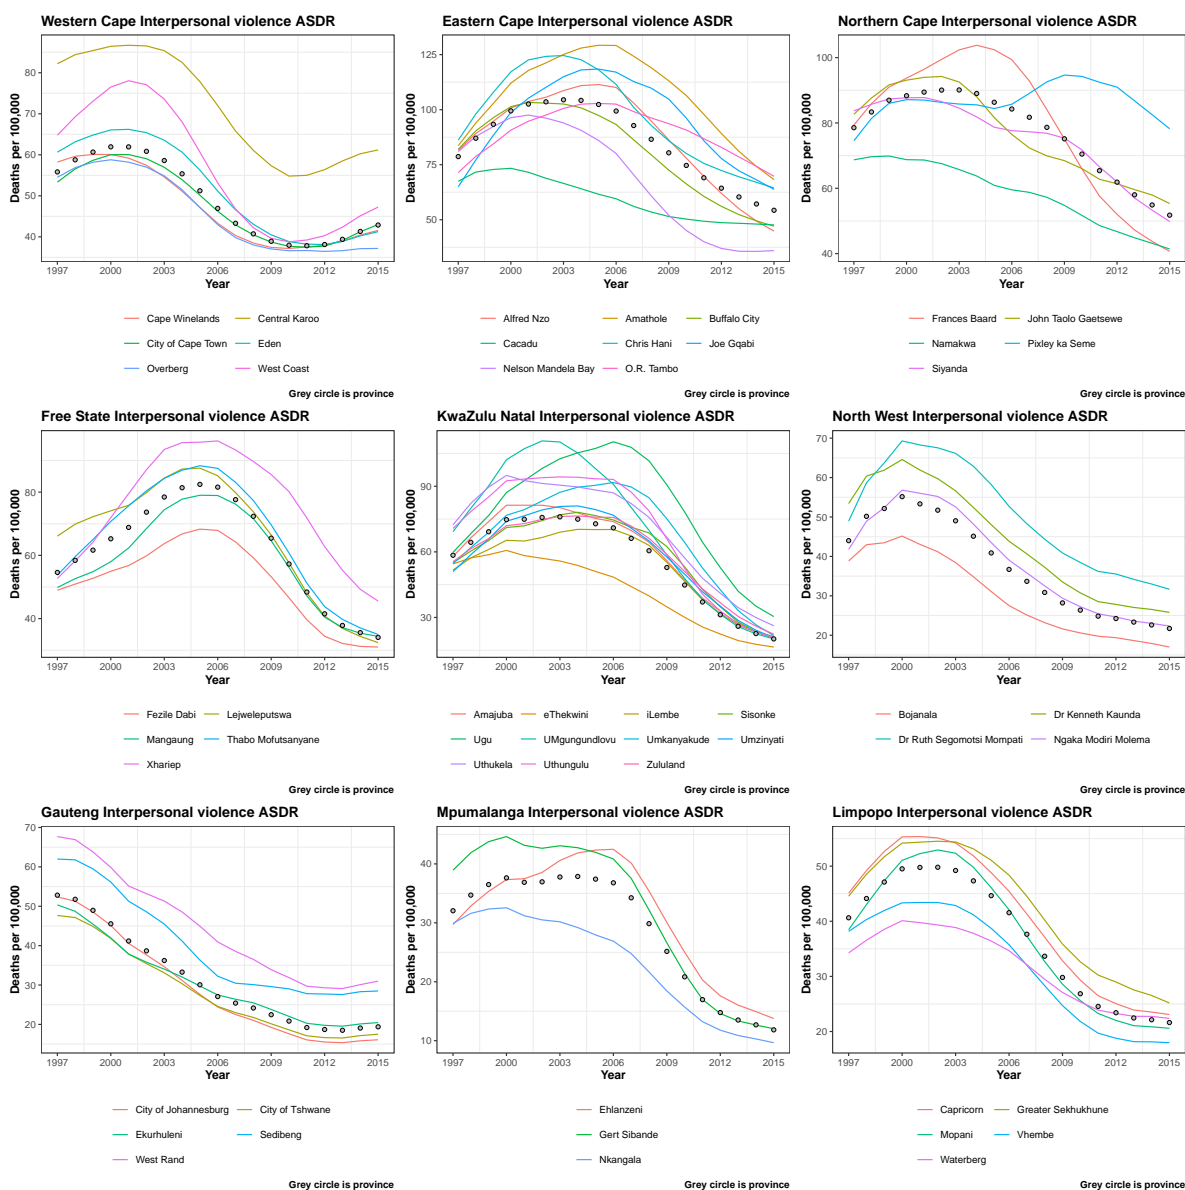 Western Cape Interpersonal violence ASDR
Deaths per 100,000
80
70
60
50
40
1997 2000 2003 2006 2009 2012 2015
Year
Cape Winelands Central Karoo
City of Cape Town Eden
Overberg West Coast
Grey circle is province
Eastern Cape Interpersonal violence ASDR
Deaths per 100,000
125
100
75
50
1997 2000 2003 2006 2009 2012 2015
Year
Alfred Nzo Amathole Buffalo City
Cacadu Chris Hani Joe Gqabi
Nelson Mandela Bay O.R. Tambo
Grey circle is province
Northern Cape Interpersonal violence ASDR
Deaths per 100,000
100
80
60
40
1997 2000 2003 2006 2009 2012 2015
Year
Frances Baard John Taolo Gaetsewe
Namakwa Pixley ka Seme
Siyanda
Grey circle is province
Free State Interpersonal violence ASDR
Deaths per 100,000
80
60
40
1997 2000 2003 2006 2009 2012 2015
Year
Fezile Dabi Lejweleputswa
Mangaung Thabo Mofutsanyane
Xhariep
Grey circle is province
KwaZulu Natal Interpersonal violence ASDR
Deaths per 100,000
90
60
30
1997 2000 2003 2006 2009 2012 2015
Year
Amajuba eThekwini iLembe Sisonke
Ugu UMgungundlovu Umkanyakude Umzinyati
Uthukela Uthungulu Zululand
Grey circle is province
North West Interpersonal violence ASDR
Deaths per 100,000
70
60
50
40
30
20
1997 2000 2003 2006 2009 2012 2015
Year
Bojanala Dr Kenneth Kaunda
Dr Ruth Segomotsi Mompati Ngaka Modiri Molema
Grey circle is province
Gauteng Interpersonal violence ASDR
Deaths per 100,000
70
60
50
40
30
20
1997 2000 2003 2006 2009 2012 2015
Year
City of Johannesburg City of Tshwane
Ekurhuleni Sedibeng
West Rand
Grey circle is province
Mpumalanga Interpersonal violence ASDR
Deaths per 100,000
40
30
20
10
1997 2000 2003 2006 2009 2012 2015
Year
Ehlanzeni
Gert Sibande
Nkangala
Grey circle is province
Limpopo Interpersonal violence ASDR
Deaths per 100,000
50
40
30
20
1997 2000 2003 2006 2009 2012 2015
Year
Capricorn Greater Sekhukhune
Mopani Vhembe
Waterberg
Grey circle is province